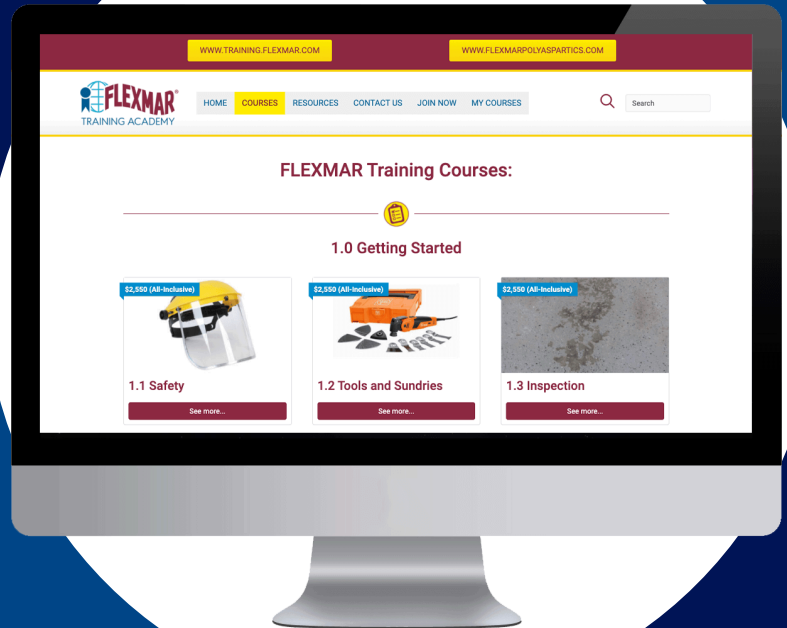 WWW.TRAINING.FLEXMAR.COM
WWW.FLEXMARPOLYASPARTICS.COM
FLEXMAR®
TRAINING ACADEMY
HOME
COURSES
RESOURCES
CONTACT US
JOIN NOW
MY COURSES
Search
FLEXMAR Training Courses:
1.0 Getting Started
$2,550 (All-Inclusive)
$2,550 (All-Inclusive)
$2,550 (All-Inclusive)
1.1 Safety
1.2 Tools and Sundries
1.3 Inspection
See more...
See more...
See more...